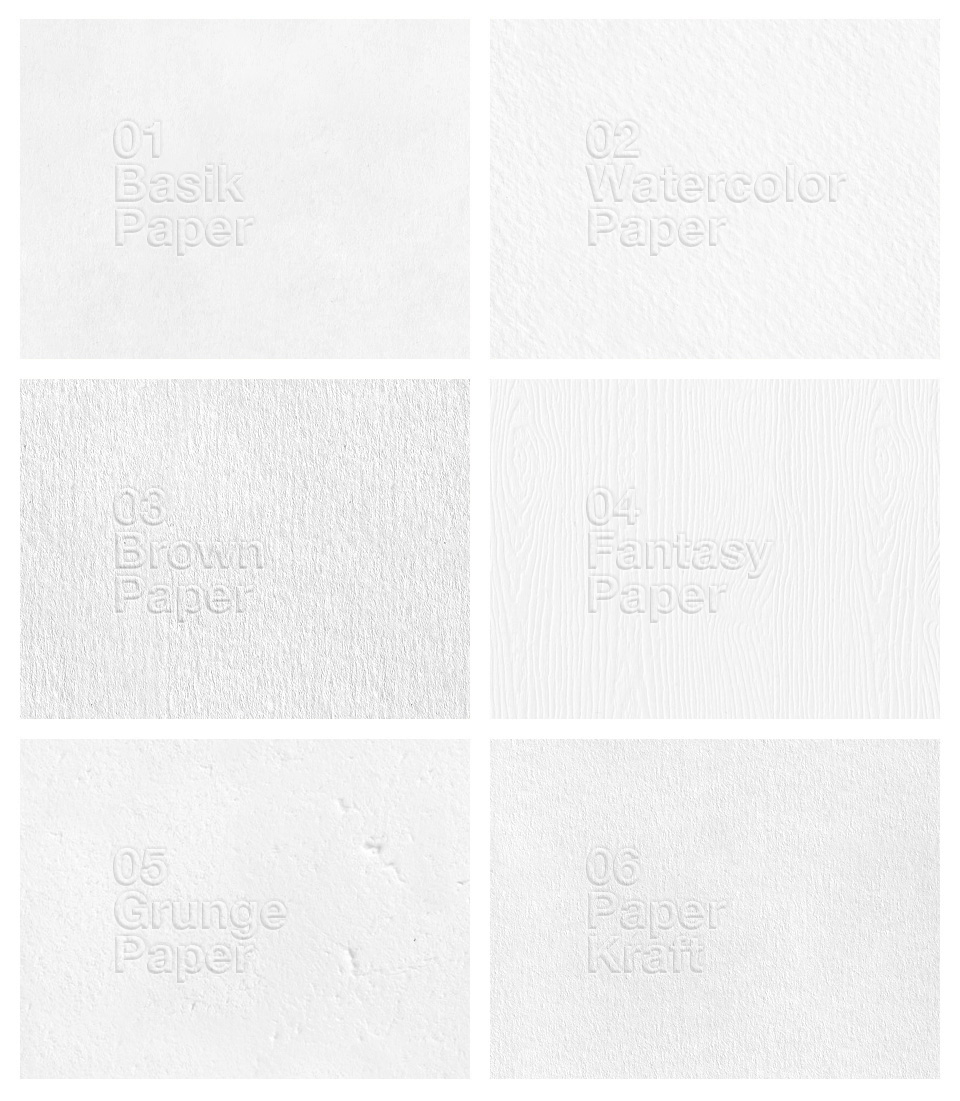 01
Basik
Paper
02
Watercolor
Paper
03
Brown
Paper
04
Fantasy
Paper
05
Grunge
Paper
06
Paper
Kraft